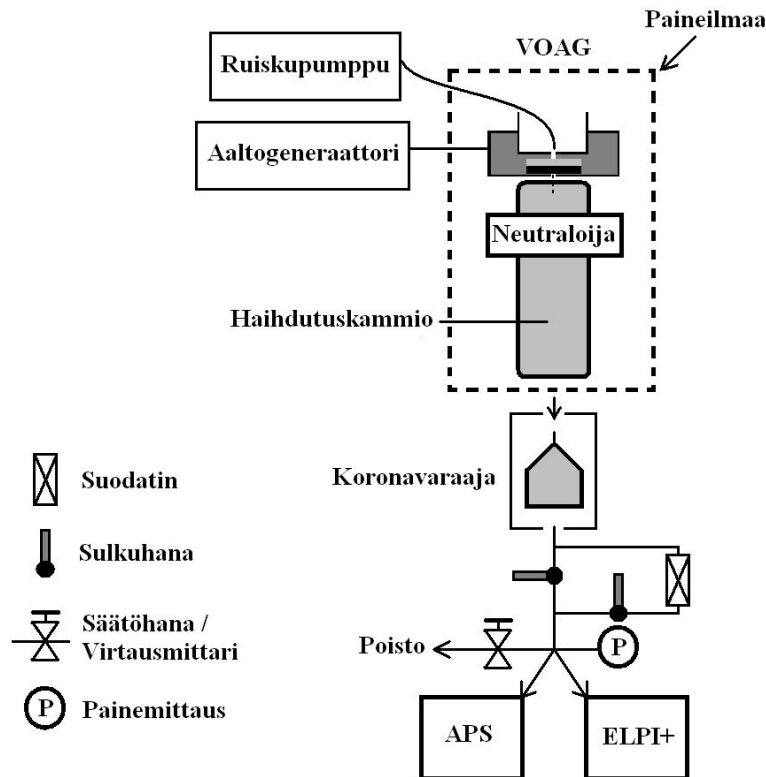 Paineilmaa
VOAG
Ruiskupumppu
Aaltogeneraattori
Neutraloija
Haihdutuskammio
Koronavaraaja
Suodatin
Sulkuhana
Säätöhana /
Virtausmittari
Painemittaus
P
Poisto
P
APS
ELPI+